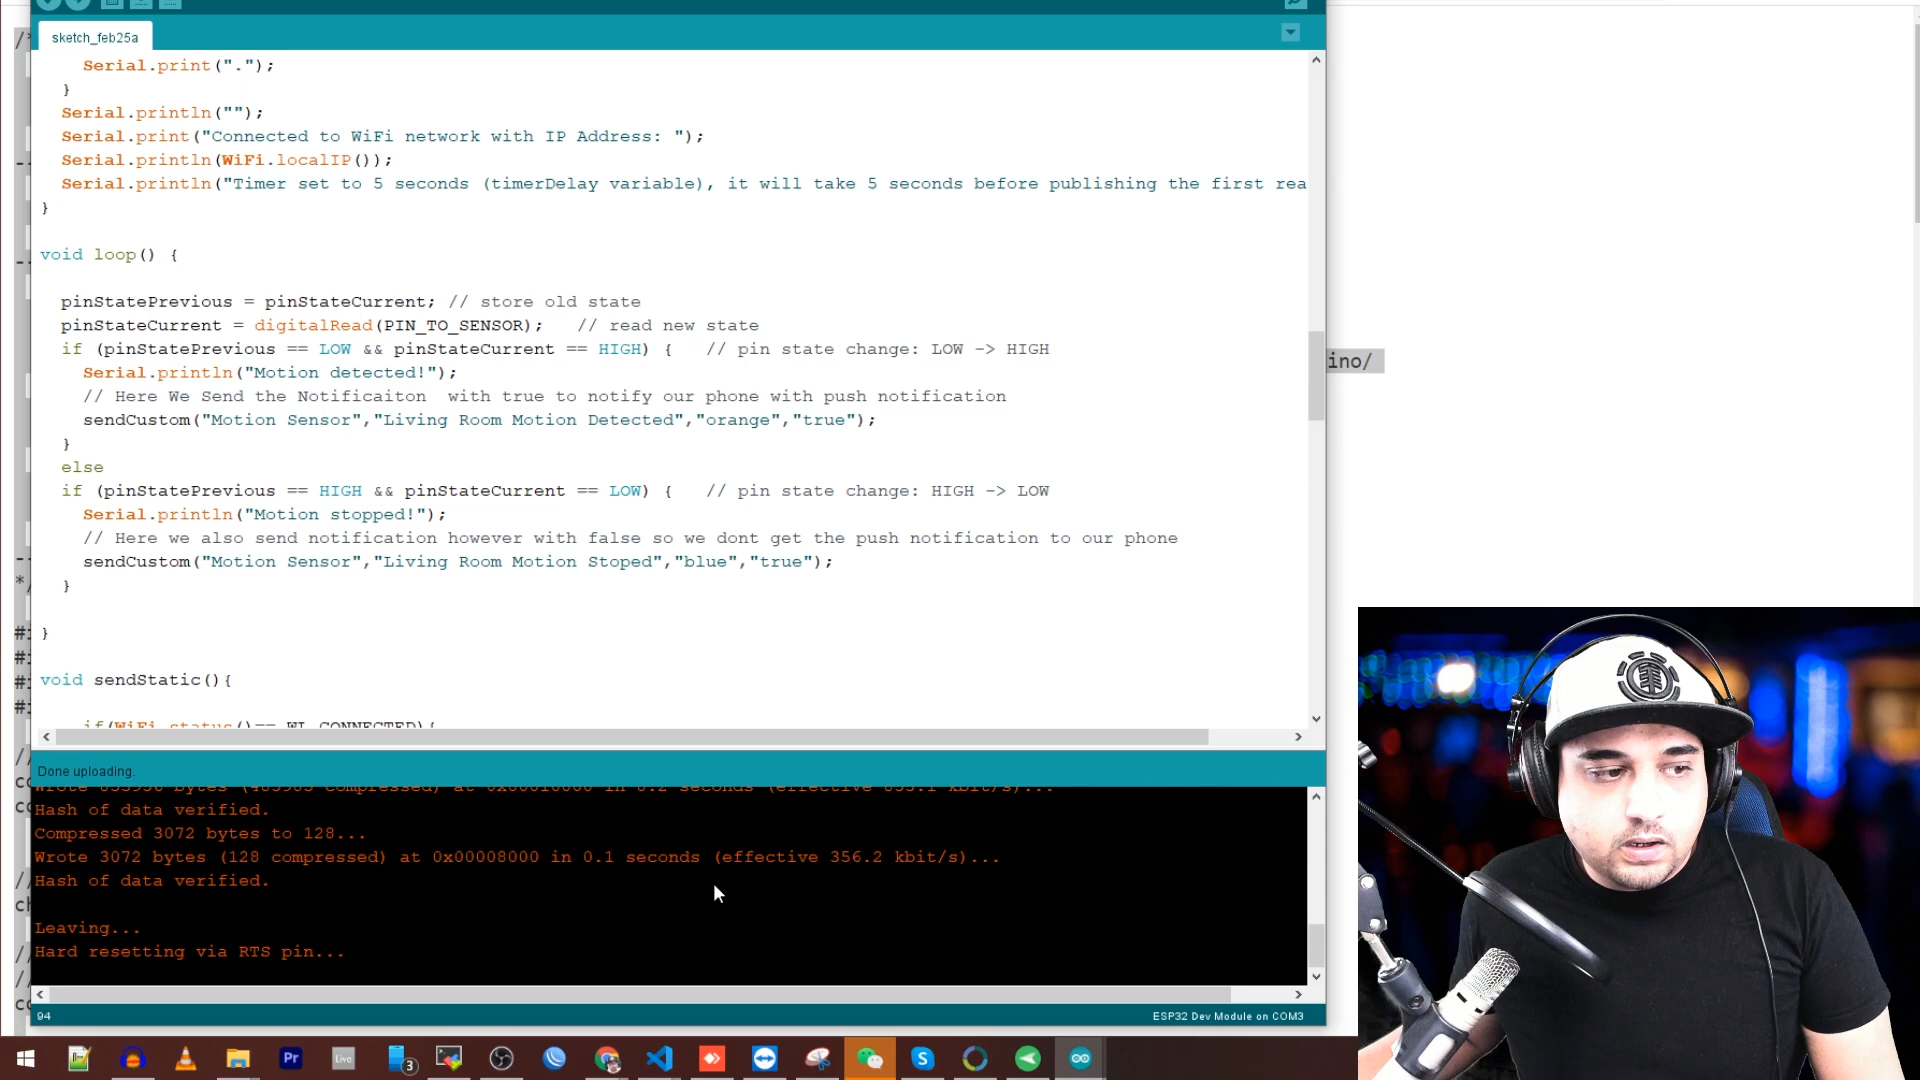 sketch_feb25a
/*
Serial.print(".");
}
Serial.println("");
Serial.print("Connected to WiFi network with IP Address: ");
Serial.println(WiFi.localIP());
Serial.println("Timer set to 5 seconds (timerDelay variable), it will take 5 seconds before publishing the first rea
}
void loop() {
pinStatePrevious = pinStateCurrent; // store old state
pinStateCurrent = digitalRead(PIN_TO_SENSOR);   // read new state
if (pinStatePrevious == LOW && pinStateCurrent == HIGH) {   // pin state change: LOW -> HIGH
ino/
Serial.println("Motion detected!");
// Here We Send the Notificaiton  with true to notify our phone with push notification
sendCustom("Motion Sensor","Living Room Motion Detected","orange","true");
}
else
if (pinStatePrevious == HIGH && pinStateCurrent == LOW) {   // pin state change: HIGH -> LOW
Serial.println("Motion stopped!");
// Here we also send notification however with false so we dont get the push notification to our phone
sendCustom("Motion Sensor","Living Room Motion Stoped","blue","true");
}
}
void sendStatic(){
if(WiFi.status()== WL_CONNECTED){
Done uploading.
Hash of data verified.
Compressed 3072 bytes to 128...
Wrote 3072 bytes (128 compressed) at 0x00008000 in 0.1 seconds (effective 356.2 kbit/s)...
Hash of data verified.
Leaving...
Hard resetting via RTS pin...
94
ESP32 Dev Module on COM3
Pr
Live
3
S